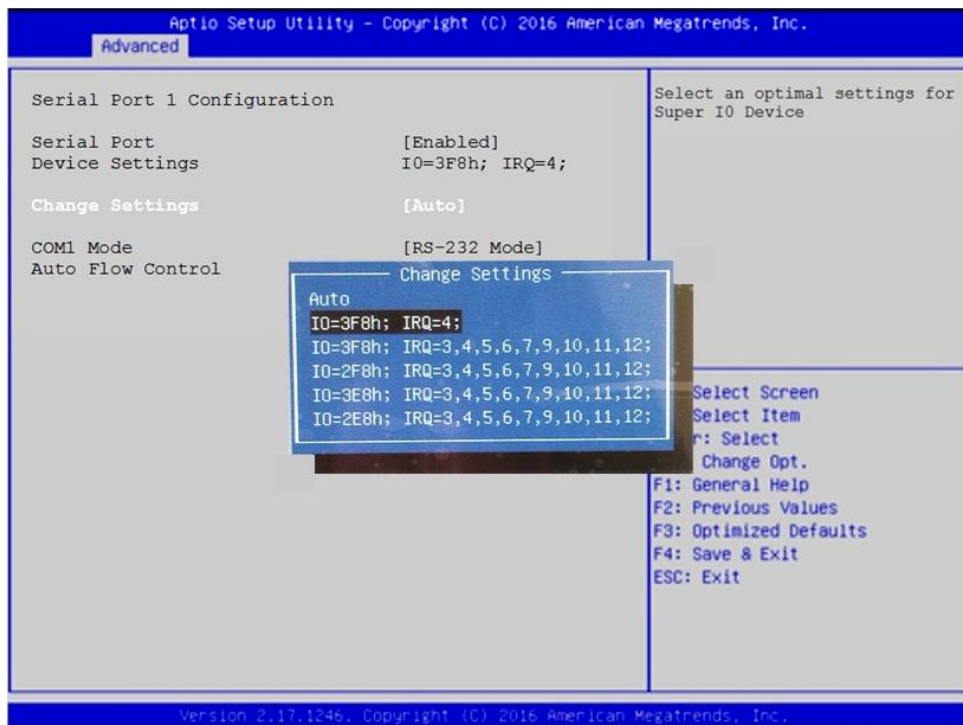 Aptio Setup Utility - Copyright (C) 2016 American Megatrends, Inc.
Advanced
Serial Port 1 Configuration
Serial Port [Enabled]
Device Settings IO=3F8h; IRQ=4;
Change Settings [Auto]
COM1 Mode [RS-232 Mode]
Auto Flow Control
Change Settings
Auto
IO=3F8h; IRQ=4;
IO=3F8h; IRQ=3,4,5,6,7,9,10,11,12;
IO=2F8h; IRQ=3,4,5,6,7,9,10,11,12;
IO=3E8h; IRQ=3,4,5,6,7,9,10,11,12;
IO=2E8h; IRQ=3,4,5,6,7,9,10,11,12;
Select an optimal settings for
Super IO Device
Select Screen
Select Item
r: Select
Change Opt.
F1: General Help
F2: Previous Values
F3: Optimized Defaults
F4: Save & Exit
ESC: Exit
Version 2.17.1246. Copyright (C) 2016 American Megatrends, Inc.